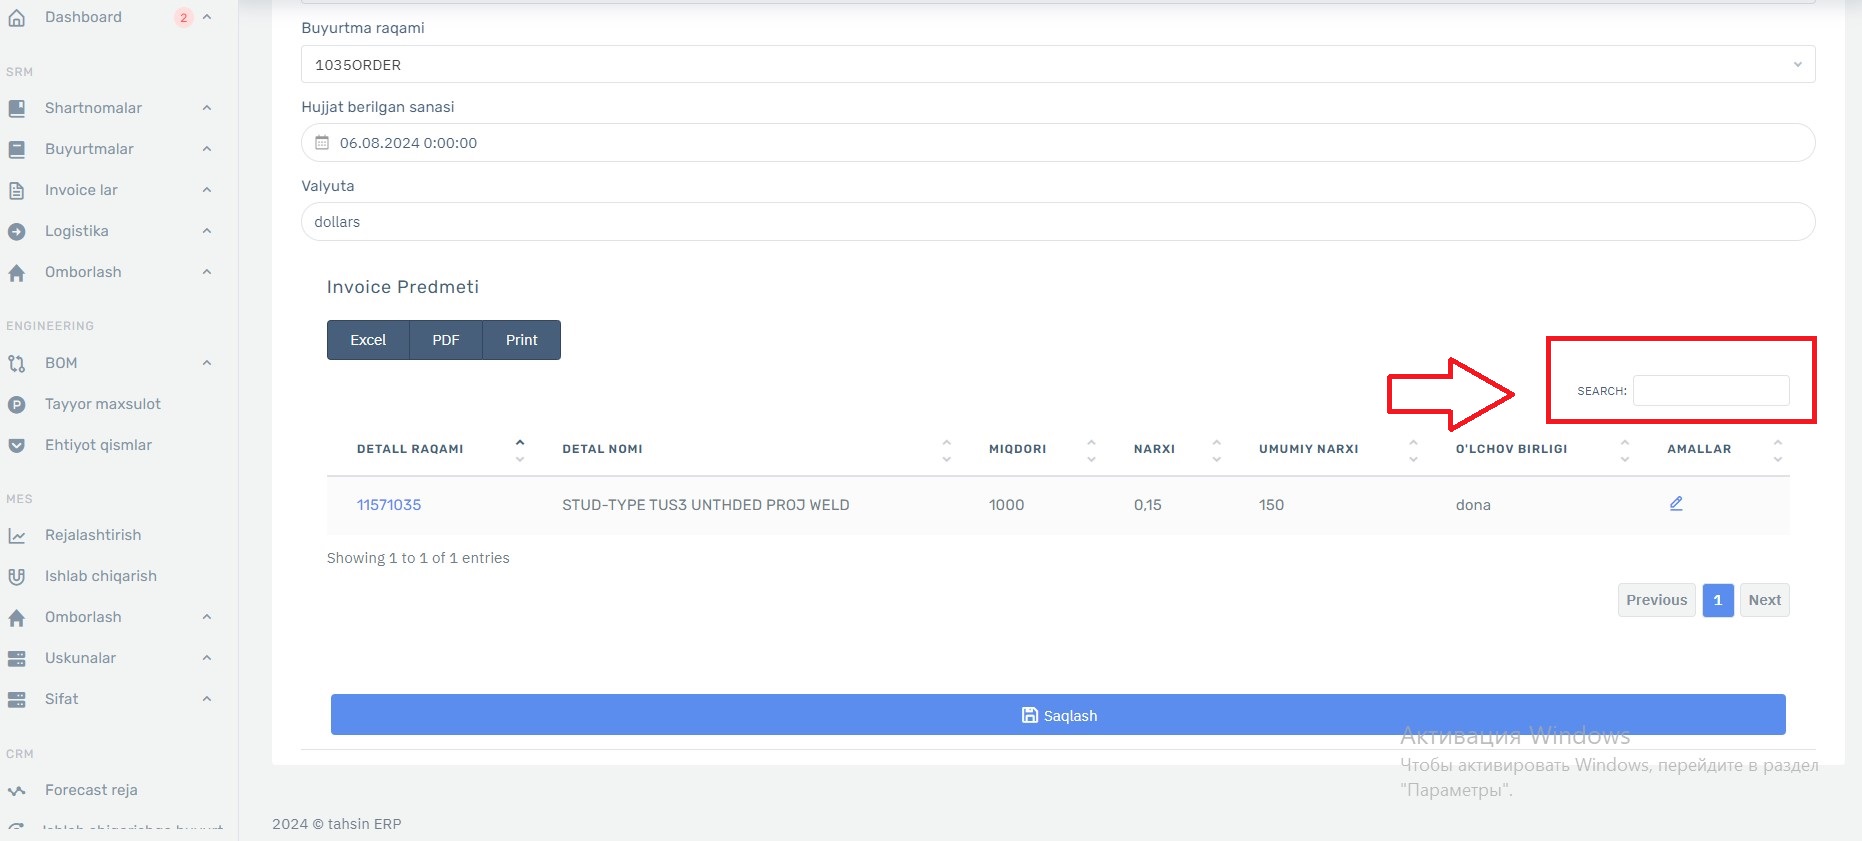 Dashboard 2
SRM
Shartnomalar
Buyurtmalar
Invoice lar
Logistika
Omborlash
ENGINEERING
BOM
Tayyor maxsulot
Ehtiyot qismlar
MES
Rejalashtirish
Ishlab chiqarish
Omborlash
Uskunalar
Sifat
CRM
Forecast reja
Buyurtma raqami
1035ORDER
Hujjat berilgan sanasi
06.08.2024 0:00:00
Valyuta
dollars
Invoice Predmeti
Excel PDF Print
SEARCH:
DETALL RAQAMI DETAL NOMI MIQDORI NARXI UMUMIY NARXI O'LCHOV BIRLIGI AMALLAR
11571035 STUD-TYPE TUS3 UNTHDED PROJ WELD 1000 0,15 150 dona
Showing 1 to 1 of 1 entries
Previous 1 Next
Saqlash
Активация Windows
Чтобы активировать Windows, перейдите в раздел
"Параметры".
2024 © tahsin ERP